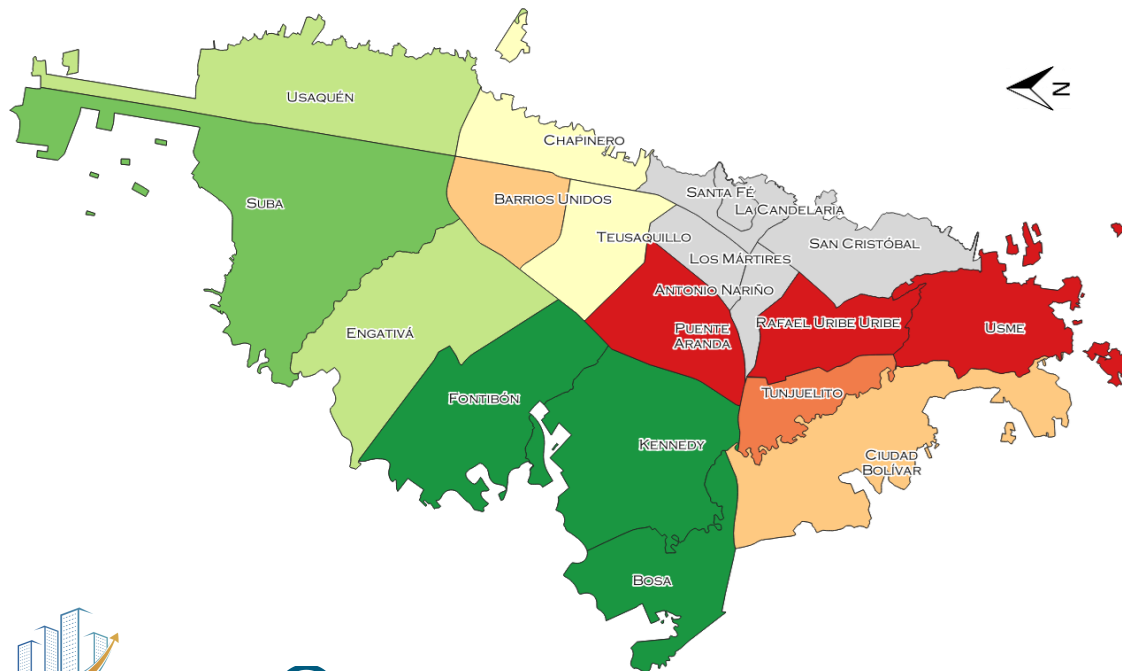 Usaquén
Chapinero
N
Suba
Barrios Unidos
Santa Fé
La Candelaria
Teusaquillo
San Cristóbal
Los Mártires
Antonio Nariño
Engativá
Puente
Aranda
Rafael Uribe Uribe
Usme
Fontibón
Tunjuelito
Kennedy
Ciudad
Bolívar
Bosa